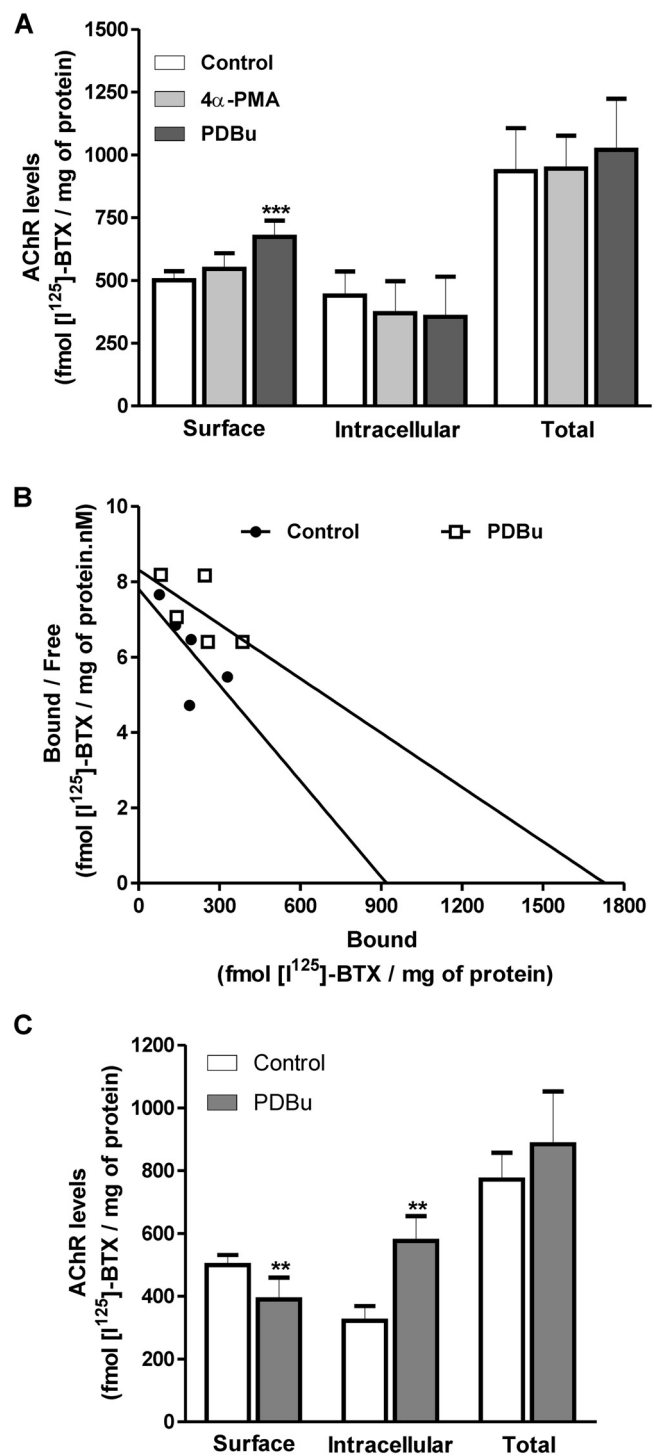 A
AChR levels
(fmol [I¹²⁵]-BTX / mg of protein)
1500
1250
1000
750
500
250
0
Control
4α-PMA
PDBu
***
Surface Intracellular Total
B
Bound / Free
(fmol [I¹²⁵]-BTX / mg of protein.nM)
10
8
6
4
2
0
Control PDBu
0 300 600 900 1200 1500 1800
Bound
(fmol [I¹²⁵]-BTX / mg of protein)
C
AChR levels
(fmol [I¹²⁵]-BTX / mg of protein)
1200
1000
800
600
400
200
0
Control
PDBu
**
**
Surface Intracellular Total